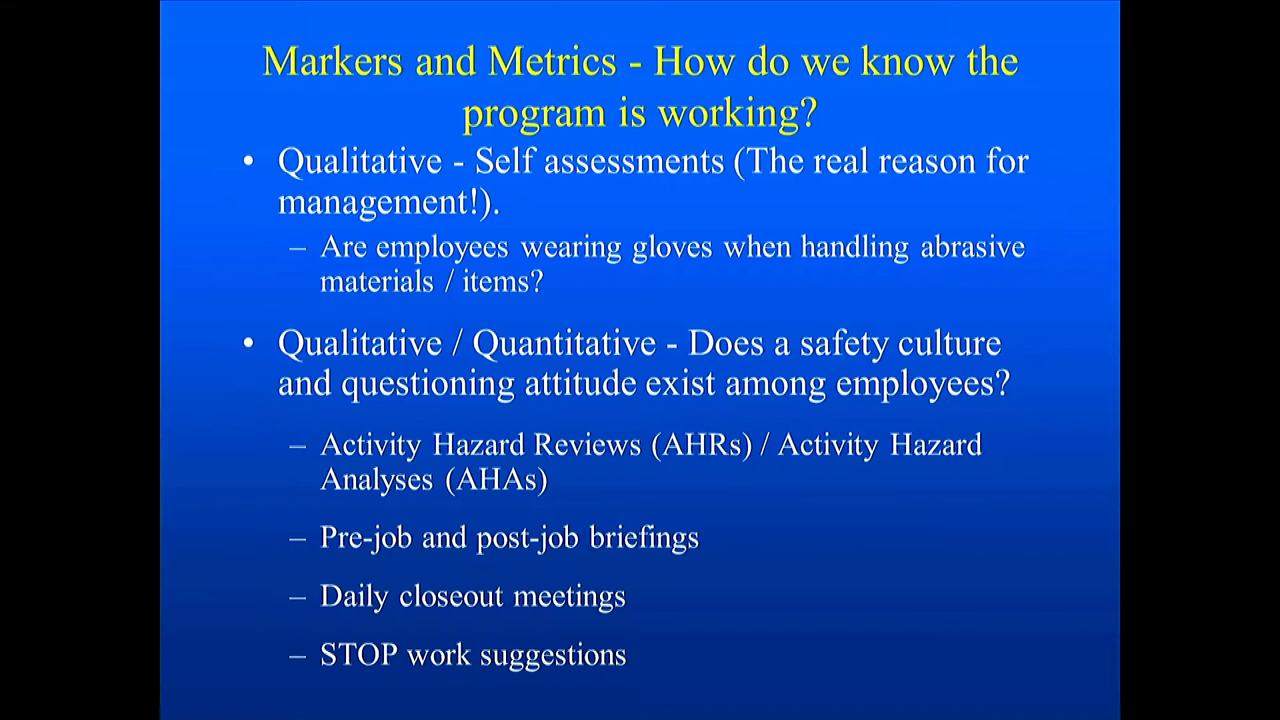 Markers and Metrics - How do we know the
program is working?
• Qualitative - Self assessments (The real reason for
management!).
– Are employees wearing gloves when handling abrasive
materials / items?
• Qualitative / Quantitative - Does a safety culture
and questioning attitude exist among employees?
– Activity Hazard Reviews (AHRs) / Activity Hazard
Analyses (AHAs)
– Pre-job and post-job briefings
– Daily closeout meetings
– STOP work suggestions